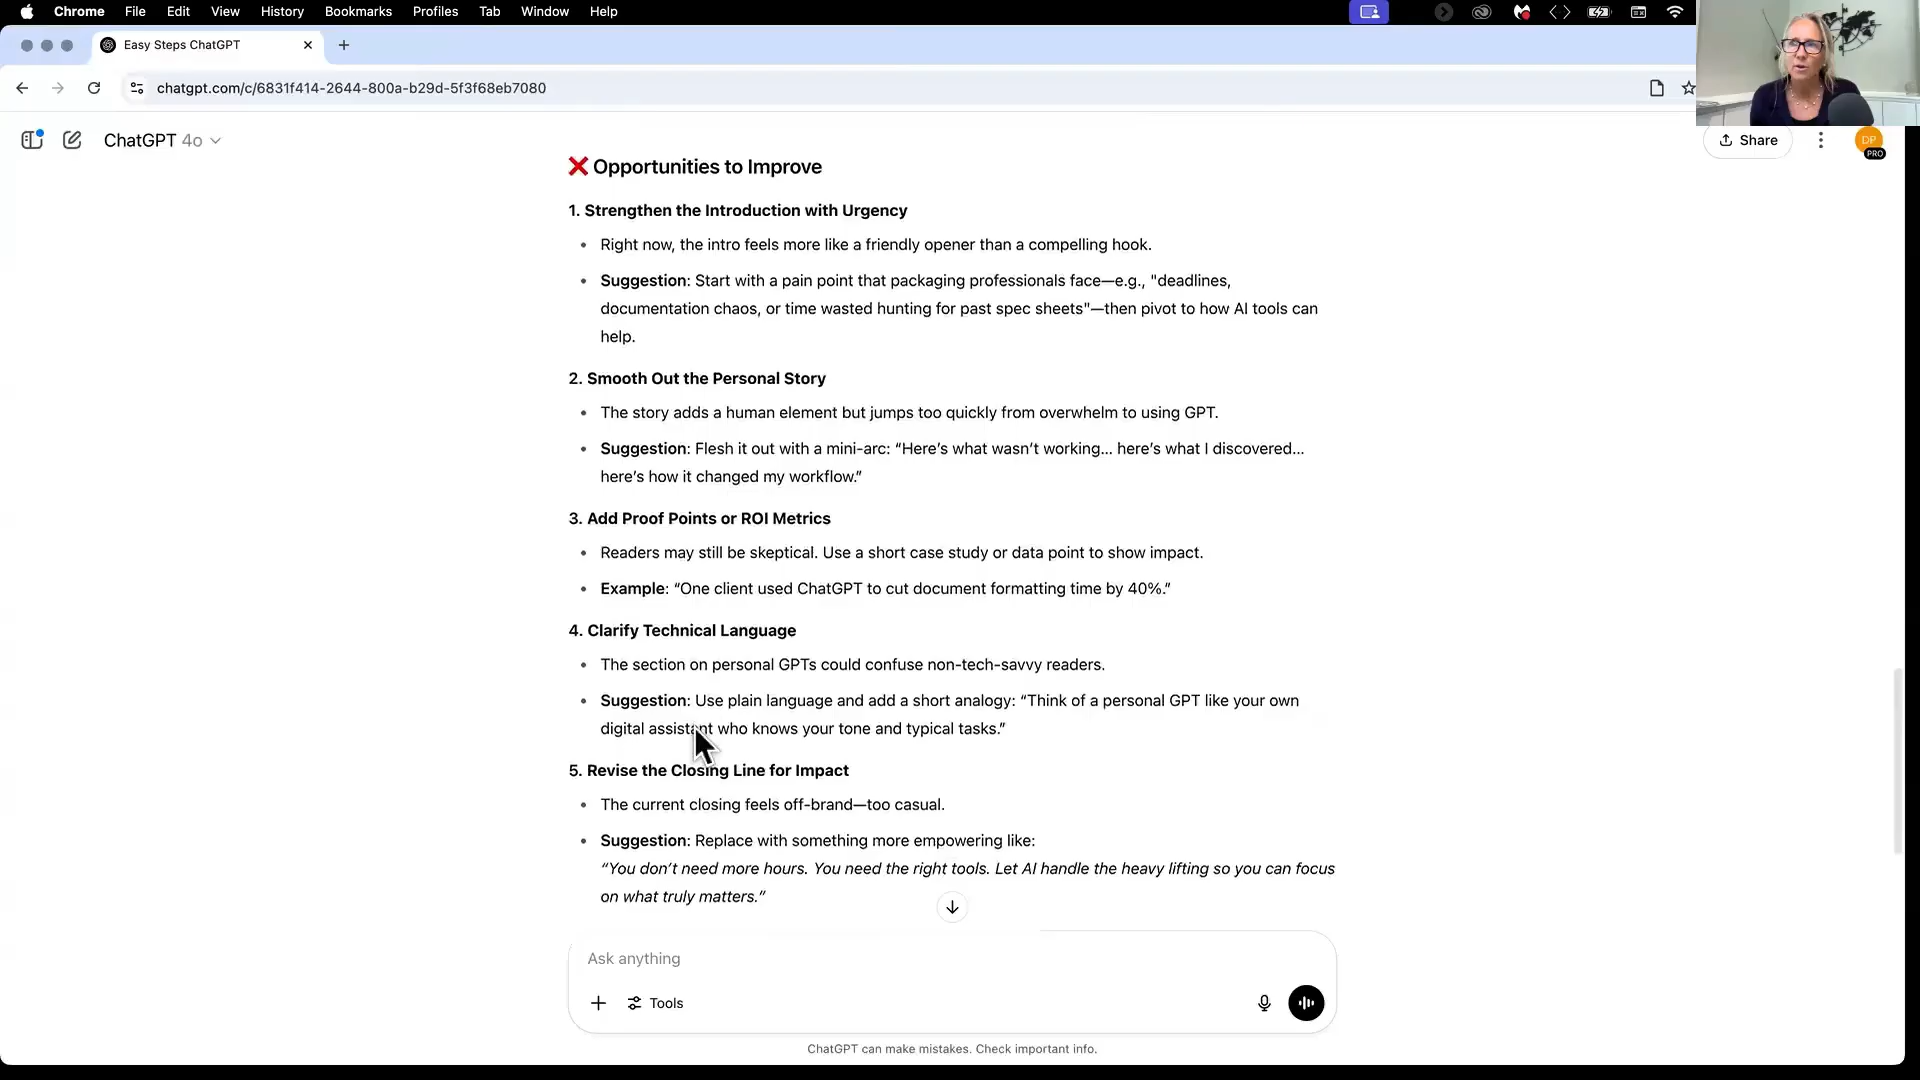 Chrome File Edit View History Bookmarks Profiles Tab Window Help
Easy Steps ChatGPT
chatgpt.com/c/6831f414-2644-800a-b29d-5f3f68eb7080
ChatGPT 4o
Share
DP
PRO
❌ Opportunities to Improve
1. Strengthen the Introduction with Urgency
• Right now, the intro feels more like a friendly opener than a compelling hook.
• Suggestion: Start with a pain point that packaging professionals face—e.g., "deadlines,
documentation chaos, or time wasted hunting for past spec sheets"—then pivot to how AI tools can
help.
2. Smooth Out the Personal Story
• The story adds a human element but jumps too quickly from overwhelm to using GPT.
• Suggestion: Flesh it out with a mini-arc: “Here’s what wasn’t working... here’s what I discovered...
here’s how it changed my workflow.”
3. Add Proof Points or ROI Metrics
• Readers may still be skeptical. Use a short case study or data point to show impact.
• Example: “One client used ChatGPT to cut document formatting time by 40%.”
4. Clarify Technical Language
• The section on personal GPTs could confuse non-tech-savvy readers.
• Suggestion: Use plain language and add a short analogy: “Think of a personal GPT like your own
digital assistant who knows your tone and typical tasks.”
5. Revise the Closing Line for Impact
• The current closing feels off-brand—too casual.
• Suggestion: Replace with something more empowering like:
“You don’t need more hours. You need the right tools. Let AI handle the heavy lifting so you can focus
on what truly matters.”
Ask anything
Tools
ChatGPT can make mistakes. Check important info.